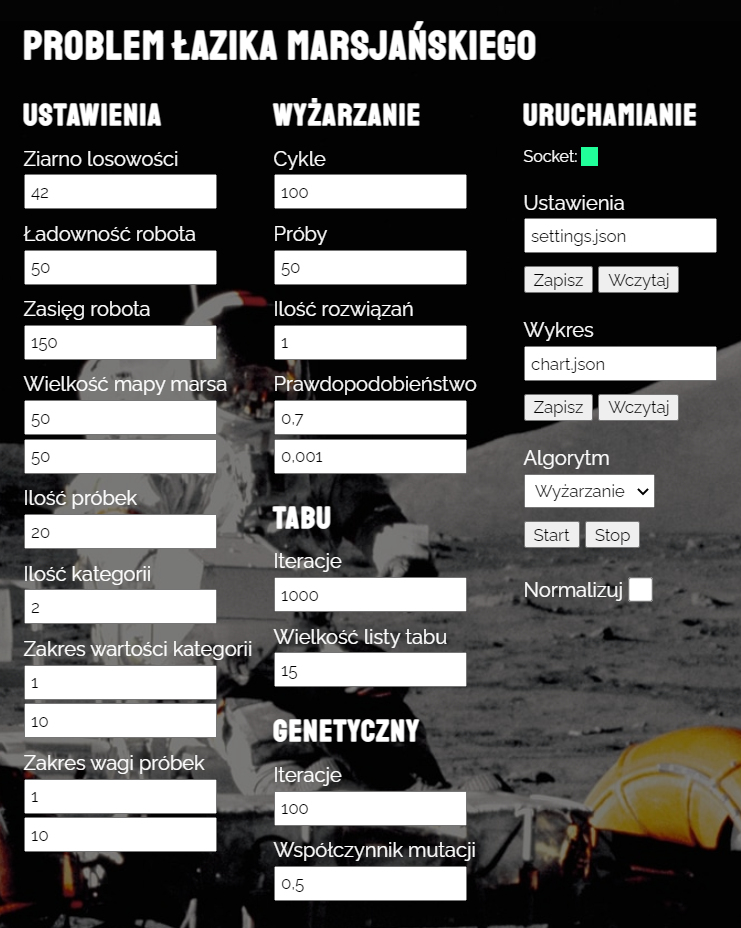 PROBLEM ŁAZIKA MARSJAŃSKIEGO
USTAWIENIA
Ziarno losowości
42
Ładowność robota
50
Zasięg robota
150
Wielkość mapy marsa
50
50
Ilość próbek
20
Ilość kategorii
2
Zakres wartości kategorii
1
10
Zakres wagi próbek
1
10
WYŻARZANIE
Cykle
100
Próby
50
Ilość rozwiązań
1
Prawdopodobieństwo
0,7
0,001
TABU
Iteracje
1000
Wielkość listy tabu
15
GENETYCZNY
Iteracje
100
Współczynnik mutacji
0,5
URUCHAMIANIE
Socket:
Ustawienia
settings.json
Zapisz Wczytaj
Wykres
chart.json
Zapisz Wczytaj
Algorytm
Wyżarzanie
Start Stop
Normalizuj